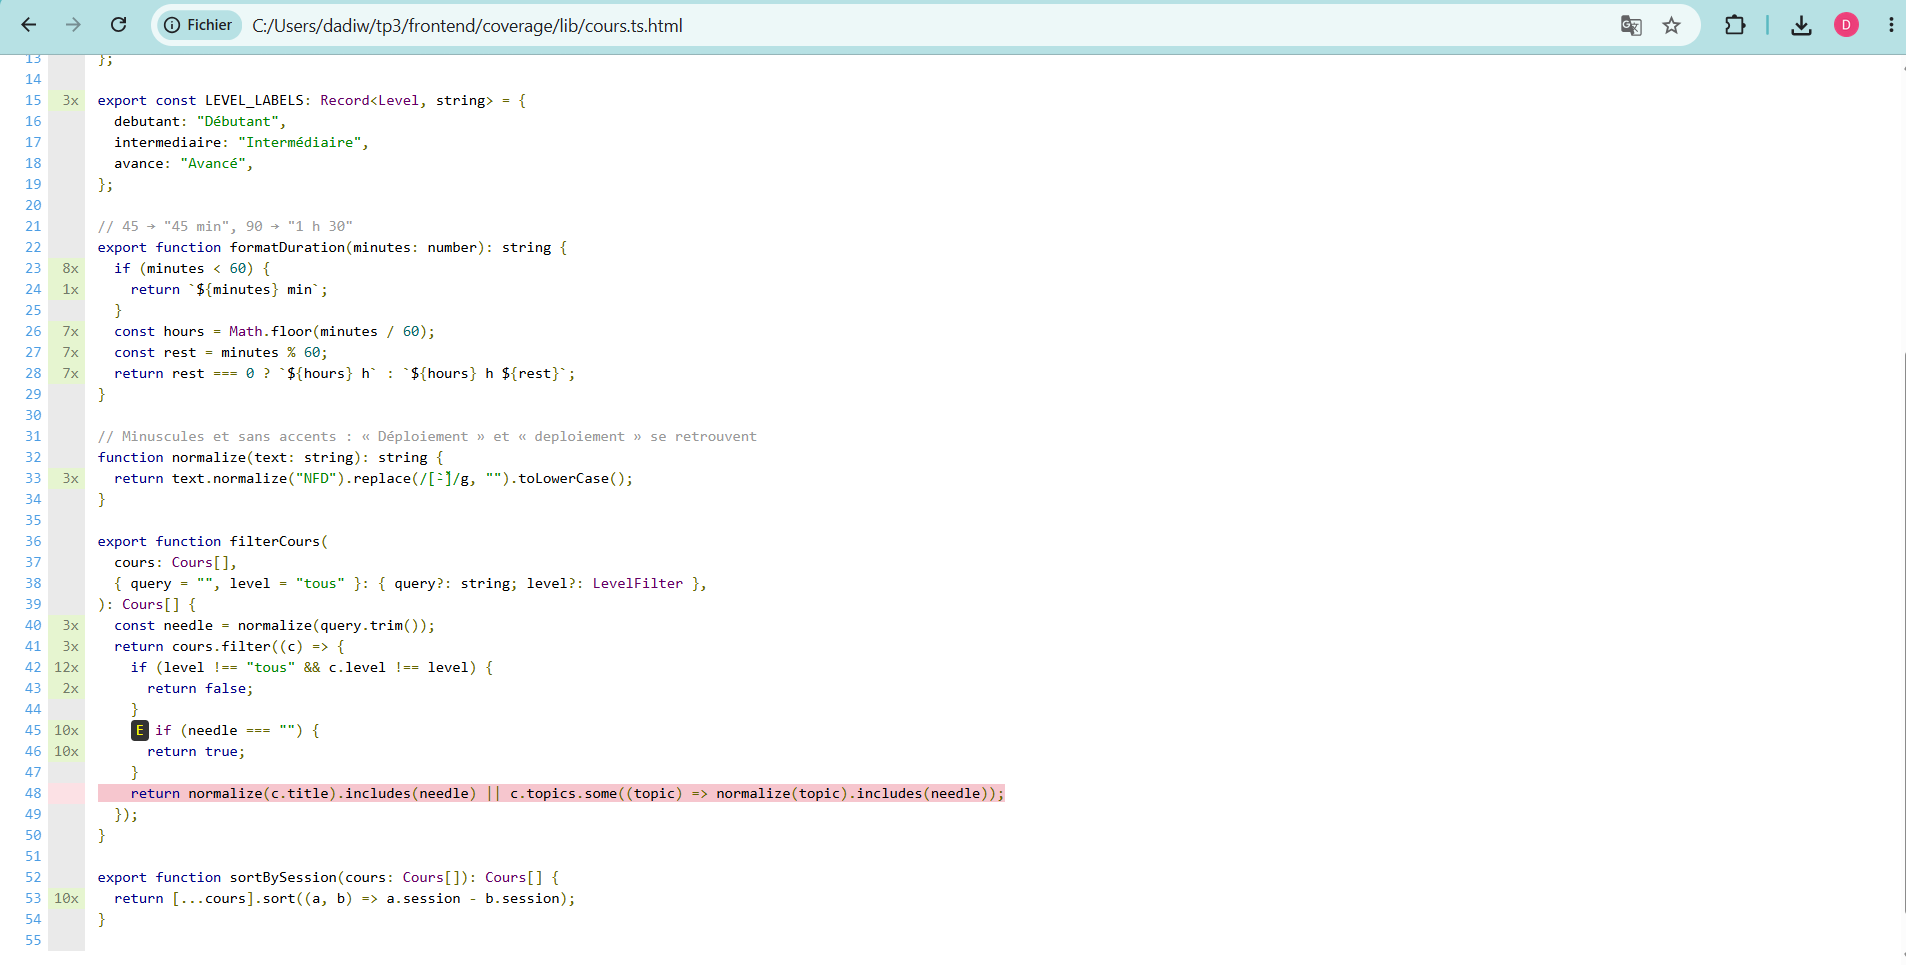 Fichier C:/Users/dadiw/tp3/frontend/coverage/lib/cours.ts.html D
13 };
14
15 3x export const LEVEL_LABELS: Record<Level, string> = {
16 debutant: "Débutant",
17 intermediaire: "Intermédiaire",
18 avance: "Avancé",
19 };
20
21 // 45 → "45 min", 90 → "1 h 30"
22 export function formatDuration(minutes: number): string {
23 8x if (minutes < 60) {
24 1x return `${minutes} min`;
25 }
26 7x const hours = Math.floor(minutes / 60);
27 7x const rest = minutes % 60;
28 7x return rest === 0 ? `${hours} h` : `${hours} h ${rest}`;
29 }
30
31 // Minuscules et sans accents : « Déploiement » et « deploiement » se retrouvent
32 function normalize(text: string): string {
33 3x return text.normalize("NFD").replace( "").toLowerCase();
34 }
35
36 export function filterCours(
37 cours: Cours[],
38 { query = "", level = "tous" }: { query?: string; level?: LevelFilter },
39 ): Cours[] {
40 3x const needle = normalize(query.trim());
41 3x return cours.filter((c) => {
42 12x if (level !== "tous" && c.level !== level) {
43 2x return false;
44 }
45 10x E if (needle === "") {
46 10x return true;
47 }
48 return normalize(c.title).includes(needle) || c.topics.some((topic) => normalize(topic).includes(needle));
49 });
50 }
51
52 export function sortBySession(cours: Cours[]): Cours[] {
53 10x return [...cours].sort((a, b) => a.session - b.session);
54 }
55